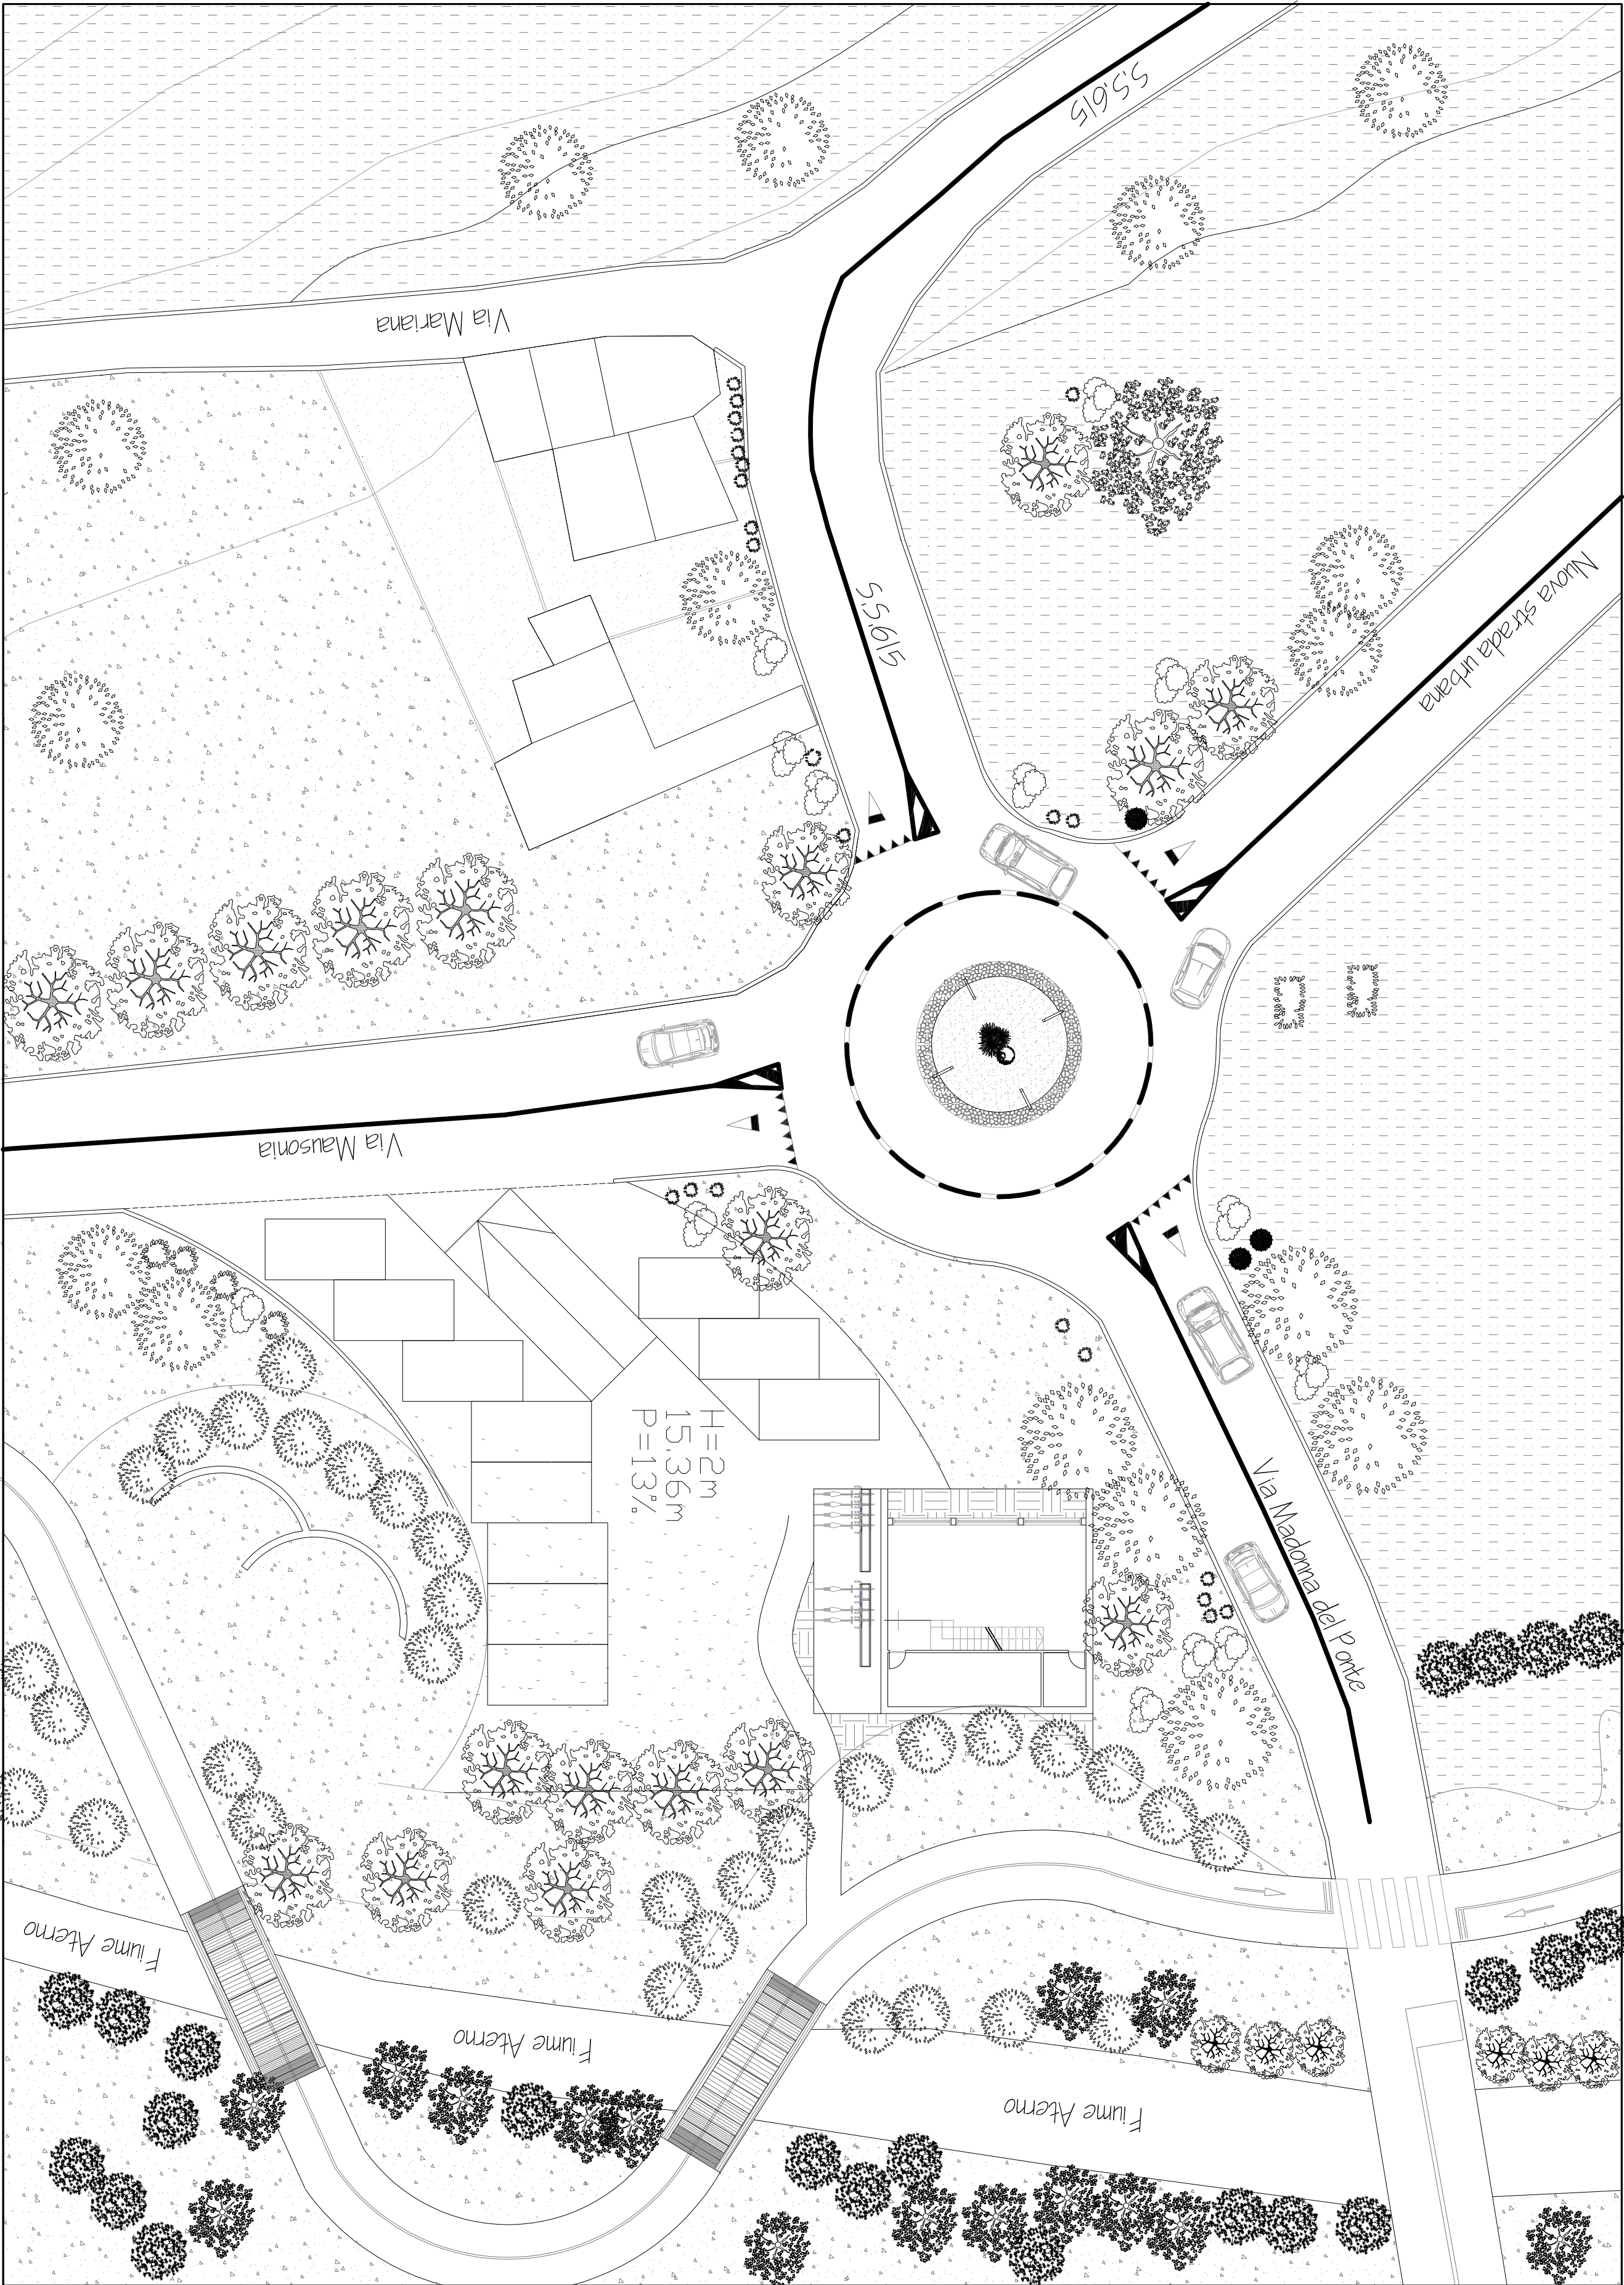 S.S.615
Via Mariana
S.S.615
Nuova strada urbana
Via Mausonia
H=2m
15.36m
P=13%
Via Madonna del Ponte
Fiume Aterno
Fiume Aterno
Fiume Aterno